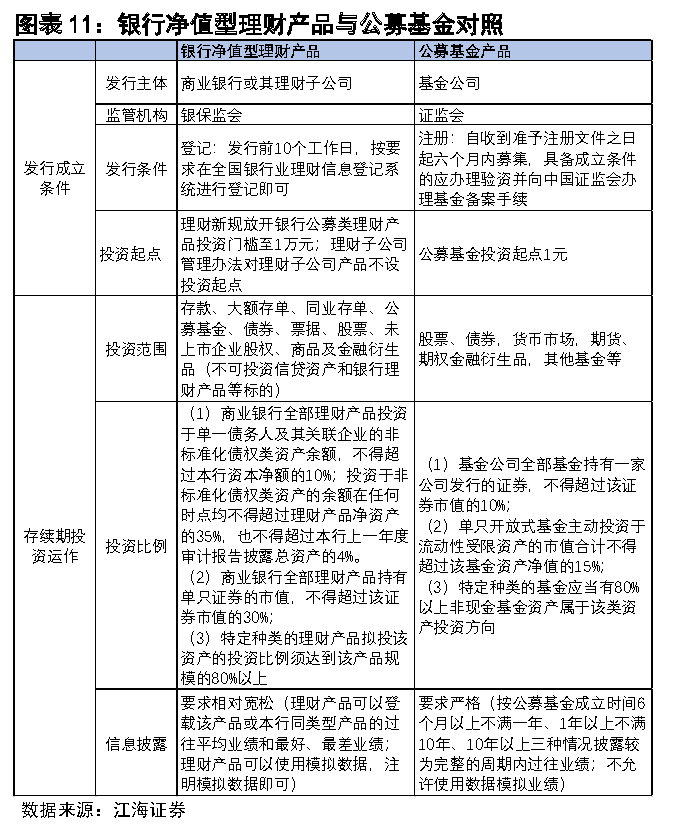 图表 11：银行净值型理财产品与公募基金对照
银行净值型理财产品
公募基金产品
发行成立
条件
发行主体
商业银行或其理财子公司
基金公司
监管机构
银保监会
证监会
发行条件
登记：发行前10个工作日，按要
求在全国银行业理财信息登记系
统进行登记即可
注册：自收到准予注册文件之日
起六个月内募集，具备成立条件
的应办理验资并向中国证监会办
理基金备案手续
投资起点
理财新规放开银行公募类理财产
品投资门槛至1万元；理财子公司
管理办法对理财子公司产品不设
投资起点
公募基金投资起点1元
存续期投
资运作
投资范围
存款、大额存单、同业存单、公
募基金、债券、票据、股票、未
上市企业股权、商品及金融衍生
品（不可投资信贷资产和银行理
财产品等标的）
股票、债券，货币市场，期货、
期权金融衍生品，其他基金等
投资比例
（1）商业银行全部理财产品投资
于单一债务人及其关联企业的非
标准化债权类资产余额，不得超
过本行资本净额的10%；投资于非
标准化债权类资产的余额在任何
时点均不得超过理财产品净资产
的35%，也不得超过本行上一年度
审计报告披露总资产的4%。
（2）商业银行全部理财产品持有
单只证券的市值，不得超过该证
券市值的30%；
（3）特定种类的理财产品拟投该
资产的投资比例须达到该产品规
模的80%以上
（1）基金公司全部基金持有一家
公司发行的证券，不得超过该证
券市值的10%；
（2）单只开放式基金主动投资于
流动性受限资产的市值合计不得
超过该基金资产净值的15%；
（3）特定种类的基金应当有80%
以上非现金基金资产属于该类资
产投资方向
信息披露
要求相对宽松（理财产品可以登
载该产品或本行同类型产品的过
往平均业绩和最好、最差业绩；
理财产品可以使用模拟数据，注
明模拟数据即可）
要求严格（按公募基金成立时间6
个月以上不满一年、1年以上不满
10年、10年以上三种情况披露较
为完整的周期内过往业绩；不允
许使用数据模拟业绩）
数据来源：江海证券